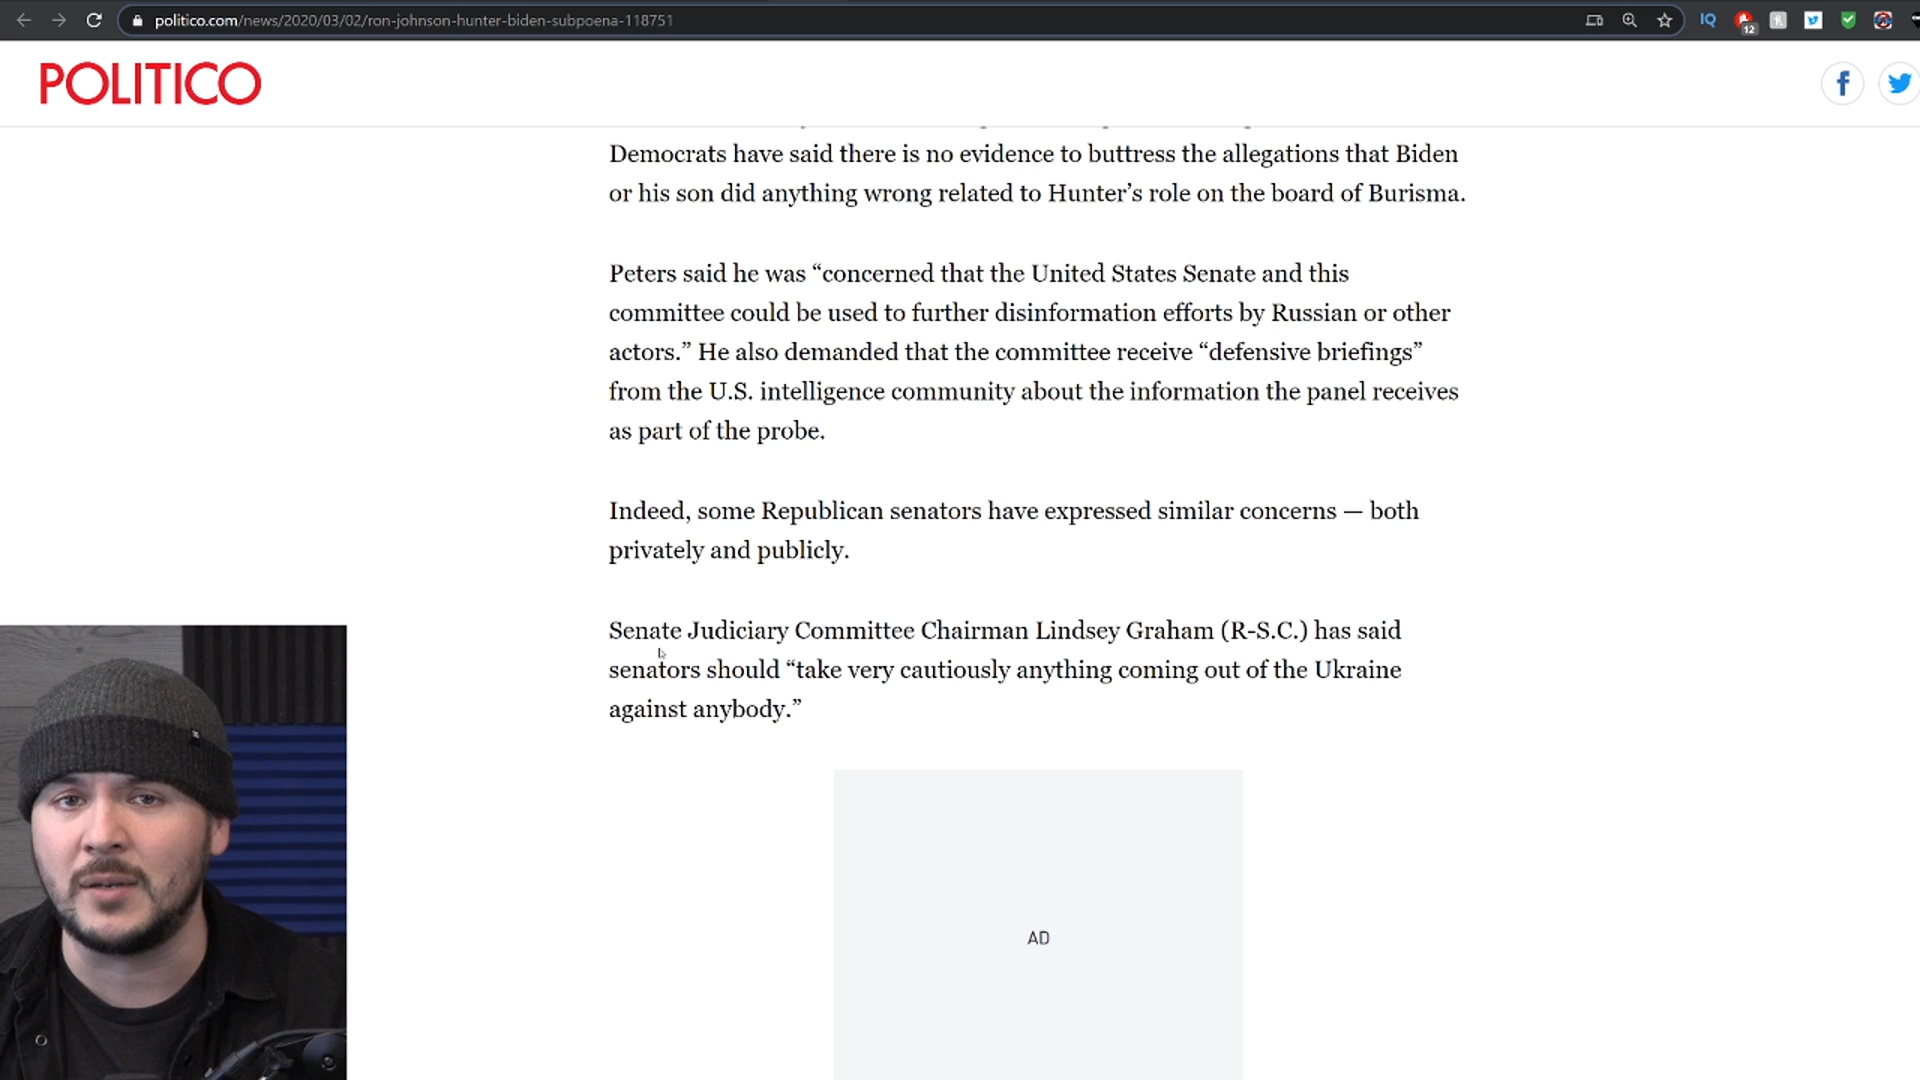 politico.com/news/2020/03/02/ron-johnson-hunter-biden-subpoena-118751
IQ
12
POLITICO
Democrats have said there is no evidence to buttress the allegations that Biden
or his son did anything wrong related to Hunter’s role on the board of Burisma.
Peters said he was “concerned that the United States Senate and this
committee could be used to further disinformation efforts by Russian or other
actors.” He also demanded that the committee receive “defensive briefings”
from the U.S. intelligence community about the information the panel receives
as part of the probe.
Indeed, some Republican senators have expressed similar concerns — both
privately and publicly.
Senate Judiciary Committee Chairman Lindsey Graham (R-S.C.) has said
senators should “take very cautiously anything coming out of the Ukraine
against anybody.”
AD